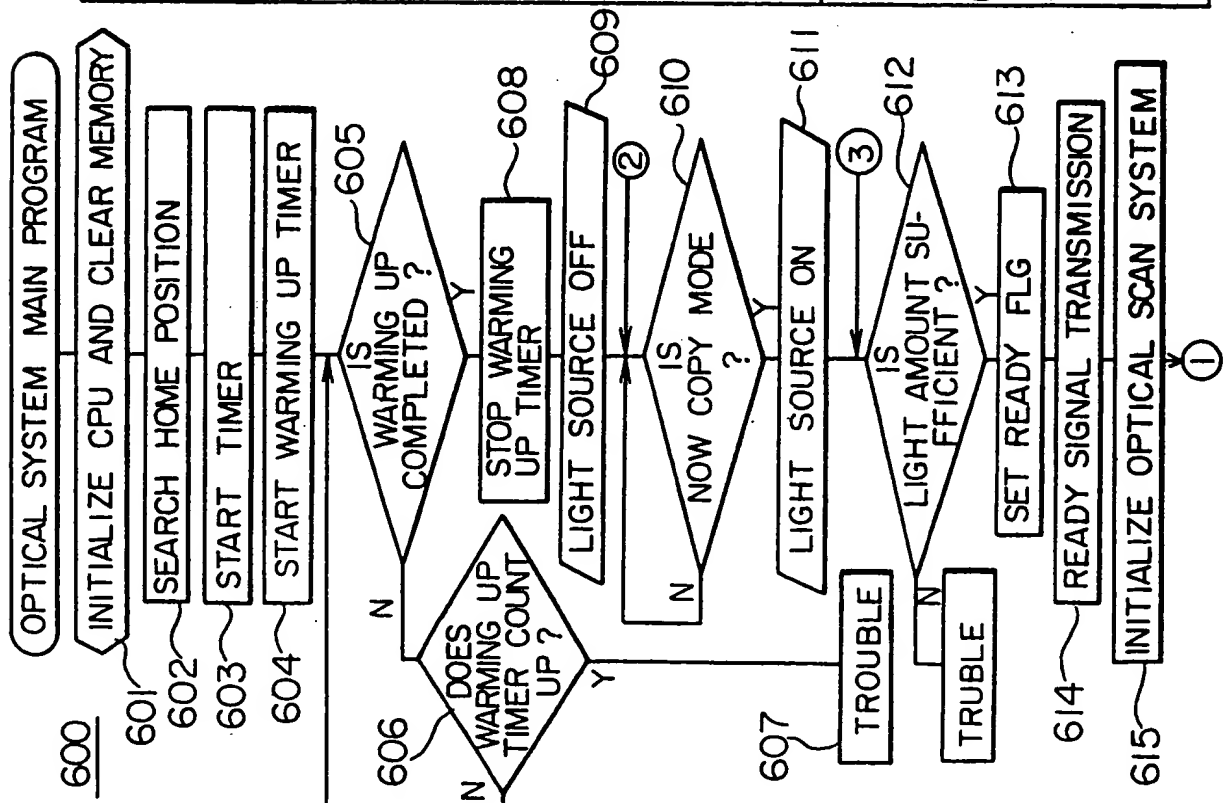 600
OPTICAL SYSTEM MAIN PROGRAM
INITIALIZE CPU AND CLEAR MEMORY
601
SEARCH HOME POSITION
602
START TIMER
603
START WARMING UP TIMER
604
IS
WARMING UP
COMPLETED ?
605
N
Y
DOES
WARMING UP
TIMER COUNT
UP ?
606
N
Y
STOP WARMING
UP TIMER
608
LIGHT SOURCE OFF
609
2
IS
NOW COPY MODE
?
610
N
Y
LIGHT SOURCE ON
611
3
TROUBLE
607
IS
LIGHT AMOUNT SU-
FFICIENT ?
612
N
Y
TRUBLE
SET READY FLG
613
READY SIGNAL TRANSMISSION
614
INITIALIZE OPTICAL SCAN SYSTEM
615
1